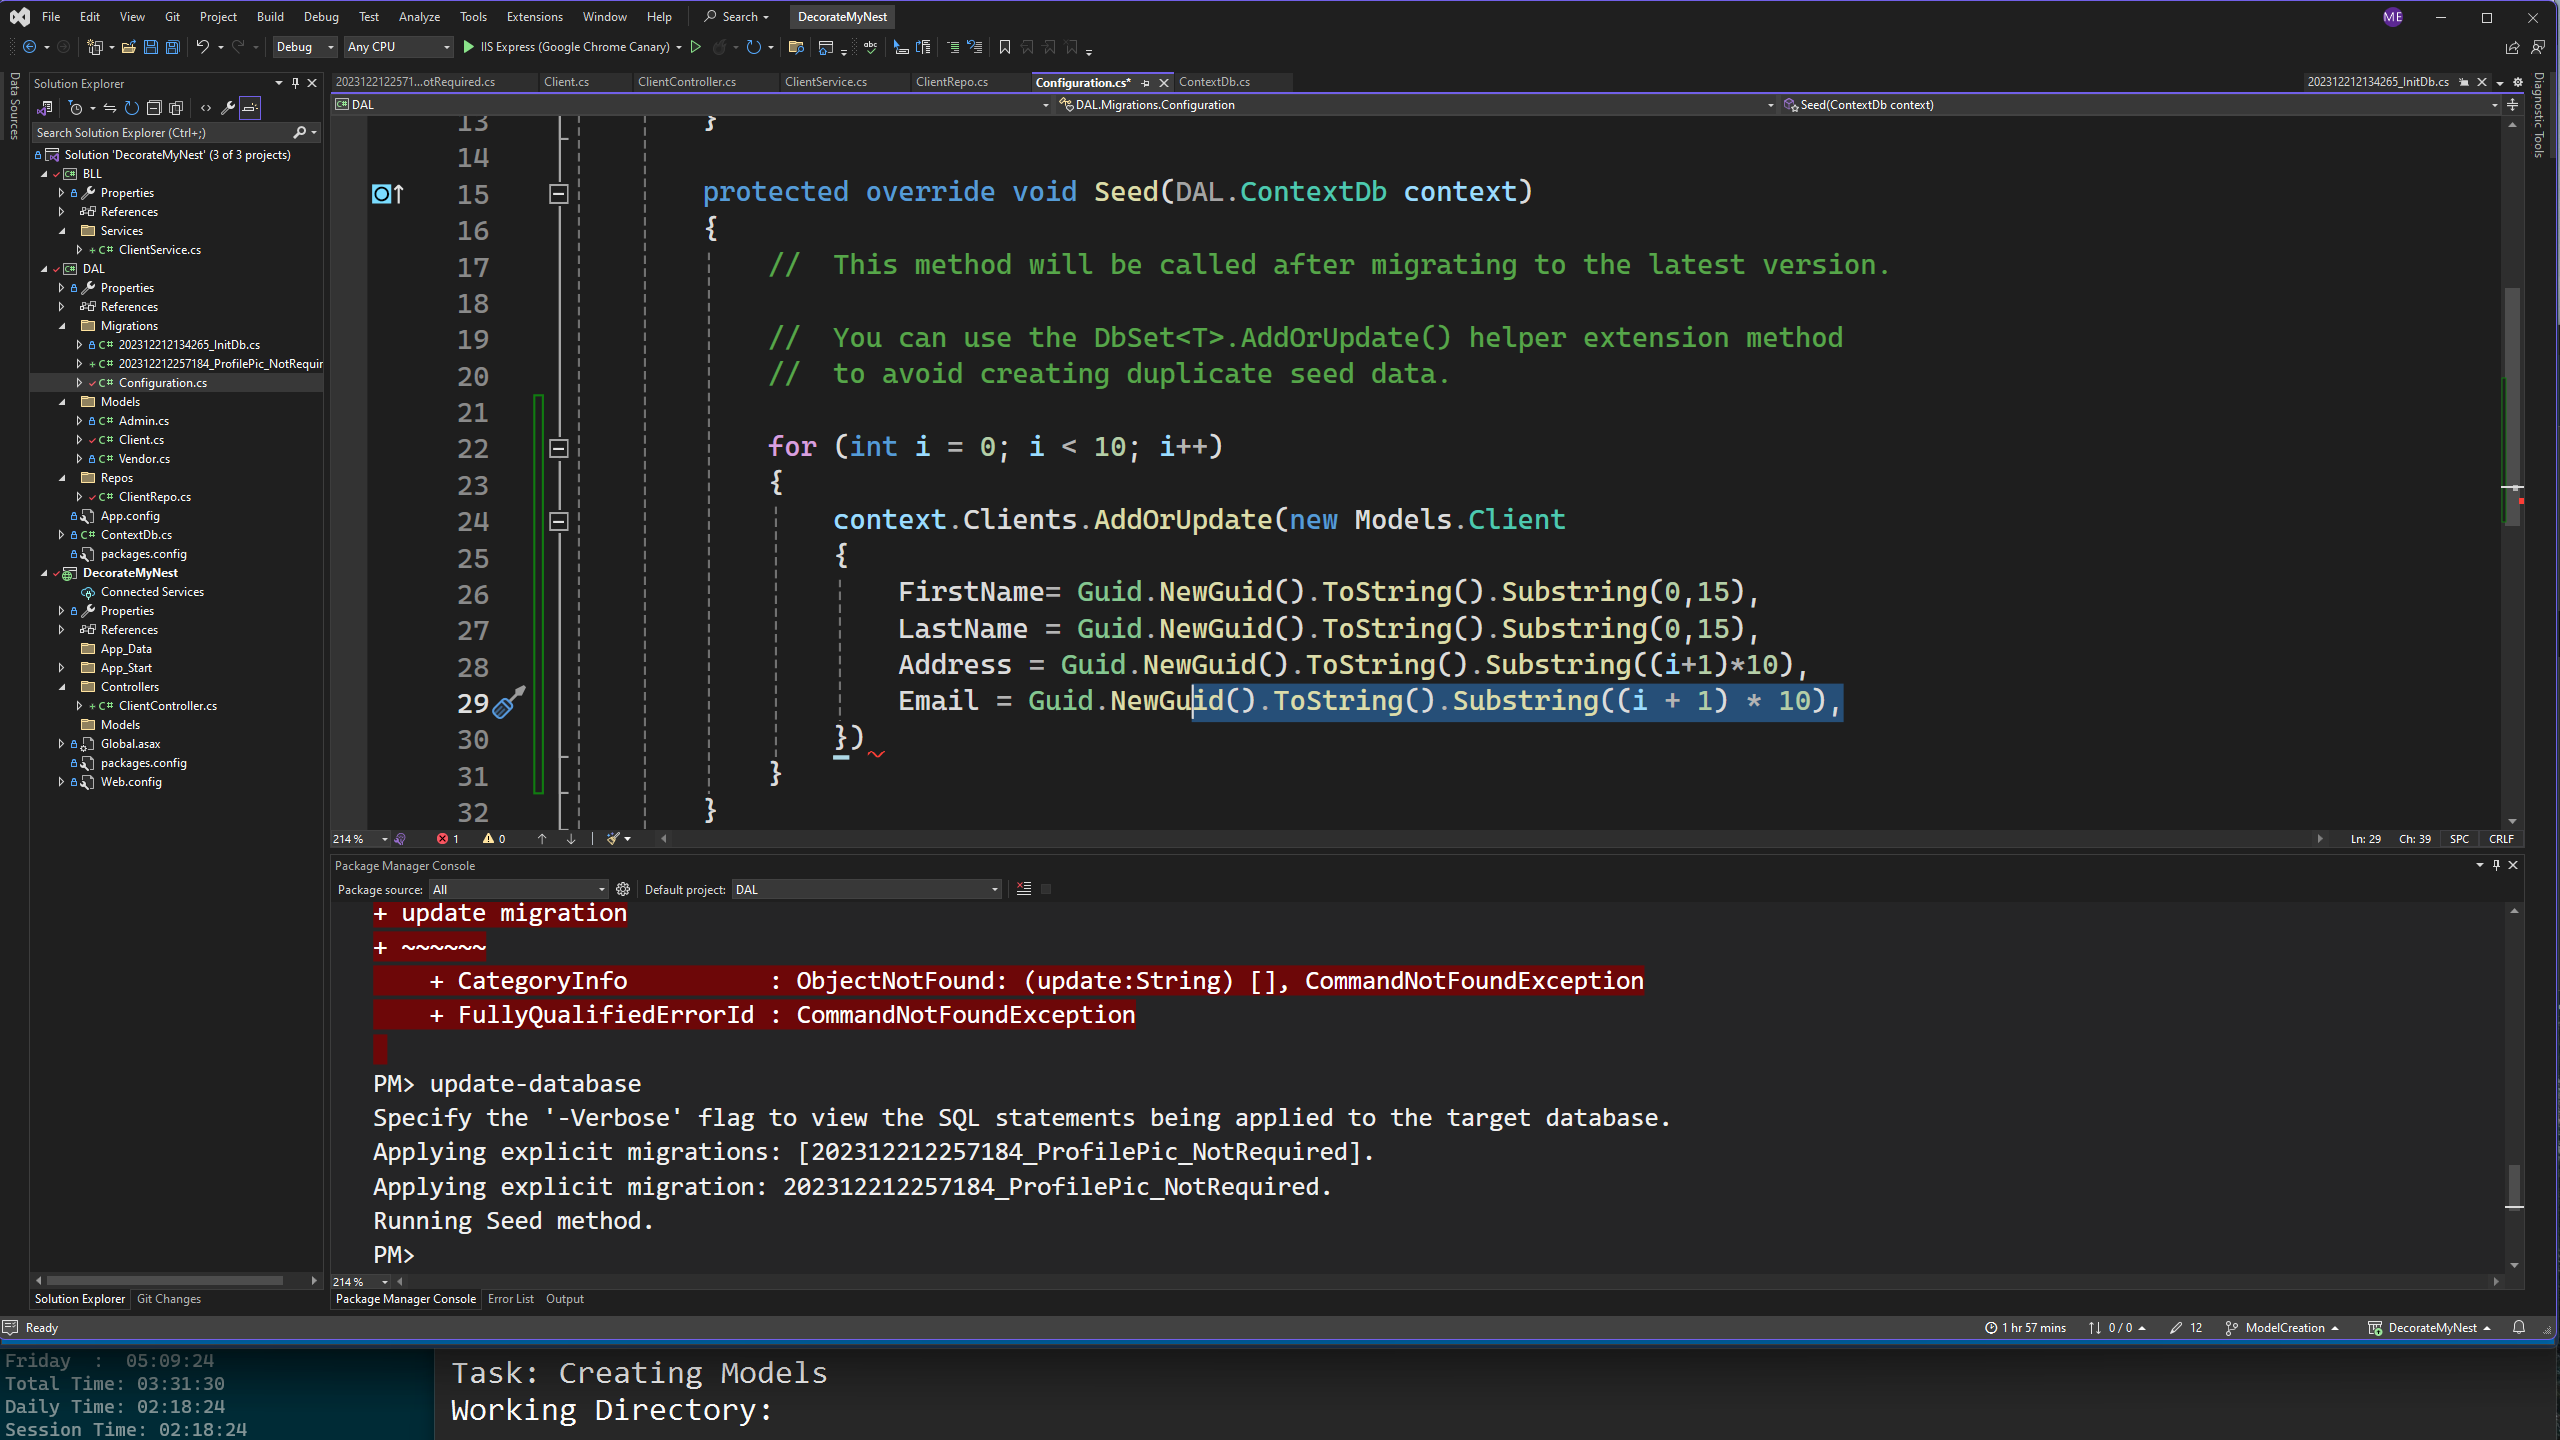 File Edit View Git Project Build Debug Test Analyze Tools Extensions Window Help Search DecorateMyNest ME
Debug Any CPU IIS Express (Google Chrome Canary)
Data Sources
Solution Explorer
Search Solution Explorer (Ctrl+;)
Solution 'DecorateMyNest' (3 of 3 projects)
BLL
Properties
References
Services
ClientService.cs
DAL
Properties
References
Migrations
202312212134265_InitDb.cs
202312212257184_ProfilePic_NotRequir
Configuration.cs
Models
Admin.cs
Client.cs
Vendor.cs
Repos
ClientRepo.cs
App.config
ContextDb.cs
packages.config
DecorateMyNest
Connected Services
Properties
References
App_Data
App_Start
Controllers
ClientController.cs
Models
Global.asax
packages.config
Web.config
Solution Explorer Git Changes
2023122122571...otRequired.cs Client.cs ClientController.cs ClientService.cs ClientRepo.cs Configuration.cs* ContextDb.cs 202312212134265_InitDb.cs
DAL DAL.Migrations.Configuration Seed(ContextDb context)
Diagnostic Tools
13 }
14
15 protected override void Seed(DAL.ContextDb context)
16 {
17 // This method will be called after migrating to the latest version.
18
19 // You can use the DbSet<T>.AddOrUpdate() helper extension method
20 // to avoid creating duplicate seed data.
21
22 for (int i = 0; i < 10; i++)
23 {
24 context.Clients.AddOrUpdate(new Models.Client
25 {
26 FirstName= Guid.NewGuid().ToString().Substring(0,15),
27 LastName = Guid.NewGuid().ToString().Substring(0,15),
28 Address = Guid.NewGuid().ToString().Substring((i+1)*10),
29 Email = Guid.NewGuid().ToString().Substring((i + 1) * 10),
30 })
31 }
32 }
214 % 1 0 Ln: 29 Ch: 39 SPC CRLF
Package Manager Console
Package source: All Default project: DAL
+ update migration
+ ~~~~~~
+ CategoryInfo : ObjectNotFound: (update:String) [], CommandNotFoundException
+ FullyQualifiedErrorId : CommandNotFoundException
PM> update-database
Specify the '-Verbose' flag to view the SQL statements being applied to the target database.
Applying explicit migrations: [202312212257184_ProfilePic_NotRequired].
Applying explicit migration: 202312212257184_ProfilePic_NotRequired.
Running Seed method.
PM>
214 %
Package Manager Console Error List Output
Ready 1 hr 57 mins 0 / 0 12 ModelCreation DecorateMyNest
Friday : 05:09:24
Total Time: 03:31:30
Daily Time: 02:18:24
Session Time: 02:18:24
Task: Creating Models
Working Directory: